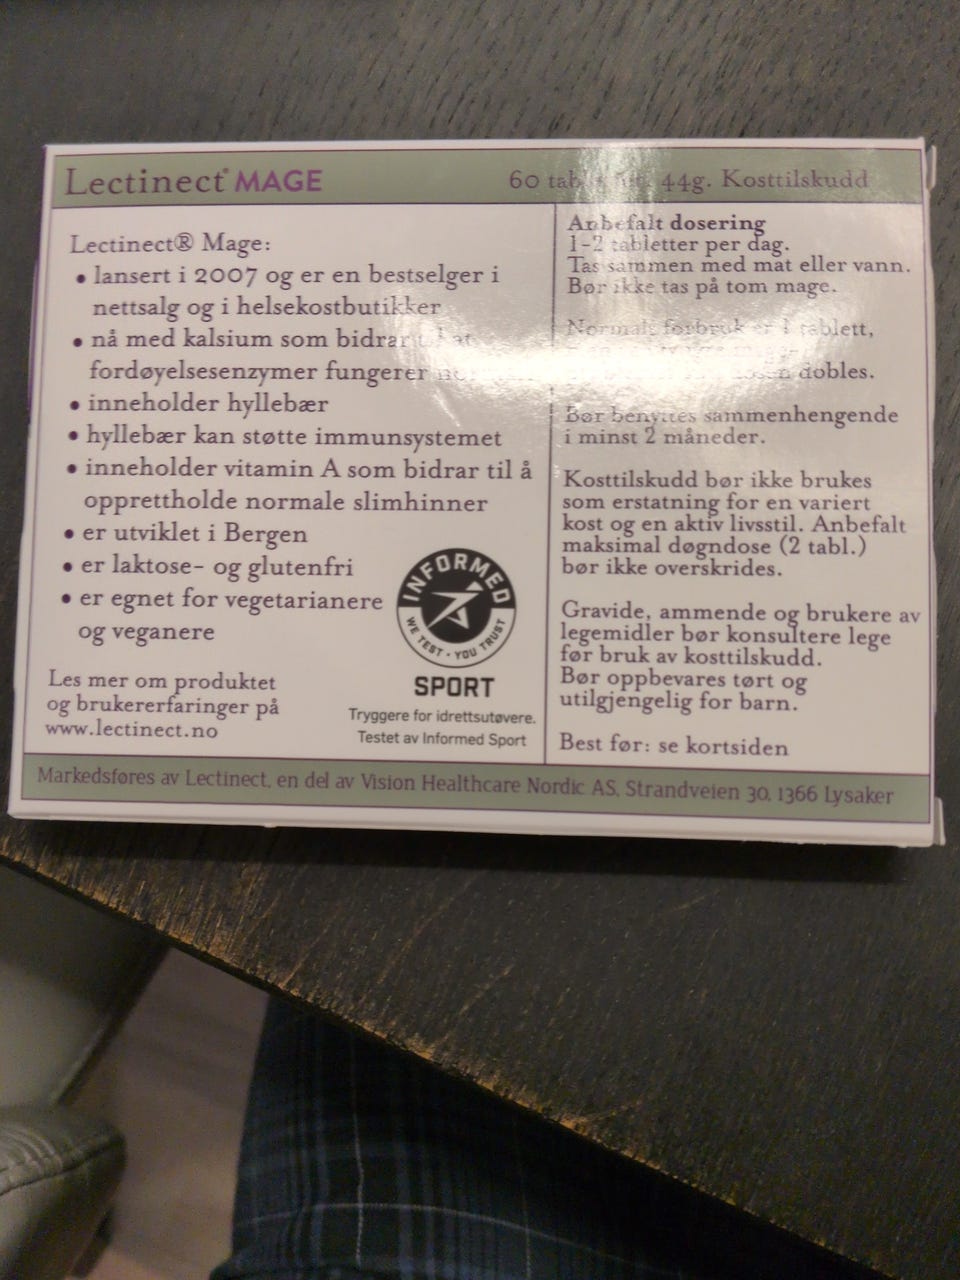 Lectinect® MAGE
60 44g. Kosttilskudd
Lectinect® Mage:
• lansert i 2007 og er en bestselger i
nettsalg og i helsekostbutikker
• nå med kalsium som bidrar
fordøyelsesenzymer fungerer
• inneholder hyllebær
• hyllebær kan støtte immunsystemet
• inneholder vitamin A som bidrar til å
opprettholde normale slimhinner
• er utviklet i Bergen
• er laktose- og glutenfri
• er egnet for vegetarianere
og veganere
Les mer om produktet
og brukererfaringer på
www.lectinect.no
INFORMED
WE TEST · YOU TRUST
SPORT
Tryggere for idrettsutøvere.
Testet av Informed Sport
Anbefalt dosering
1-2 tabletter per dag.
Tas sammen med mat eller vann.
Bør ikke tas på tom mage.
Normalt forbruk er 1 tablett,
dobles.
Bør benyttes sammenhengende
i minst 2 måneder.
Kosttilskudd bør ikke brukes
som erstatning for en variert
kost og en aktiv livsstil. Anbefalt
maksimal døgndose (2 tabl.)
bør ikke overskrides.
Gravide, ammende og brukere av
legemidler bør konsultere lege
før bruk av kosttilskudd.
Bør oppbevares tørt og
utilgjengelig for barn.
Best før: se kortsiden
Markedsføres av Lectinect, en del av Vision Healthcare Nordic AS, Strandveien 30, 1366 Lysaker